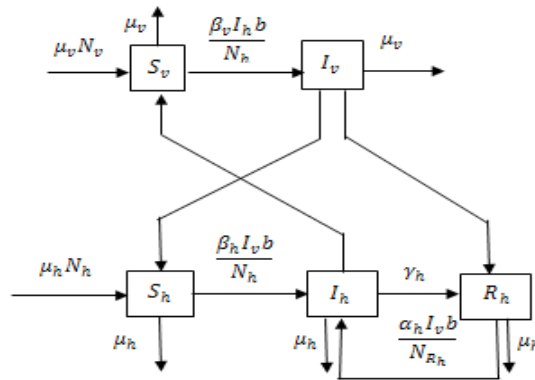 μ_v
β_v I_h b
N_h
μ_v N_v
S_v
I_v
μ_v
β_h I_v b
N_h
μ_h N_h
S_h
I_h
γ_h
R_h
α_h I_v b
N_{R_h}
μ_h
μ_h
μ_h